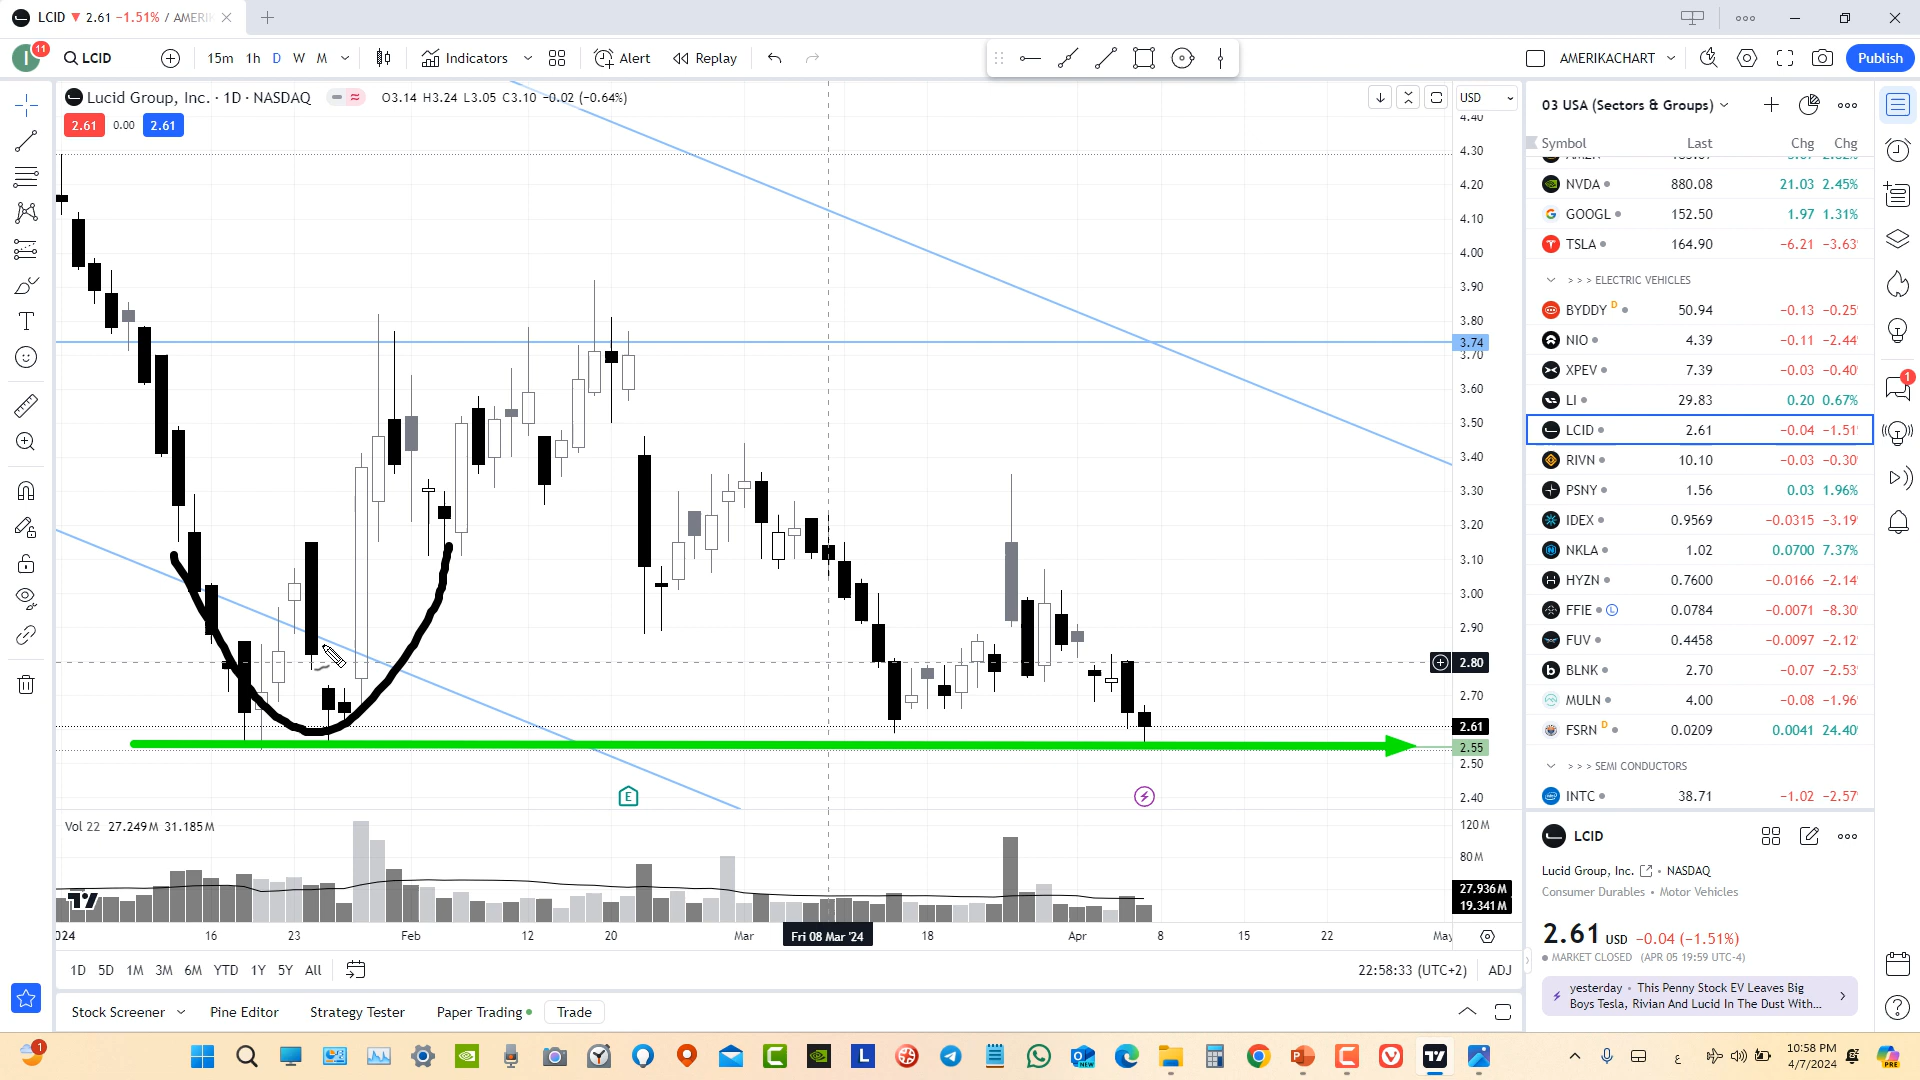 LCID ▼ 2.61 −1.51% / AMERI
I
11
LCID
15m 1h D W M
Indicators
Alert
Replay
AMERIKACHART
Publish
Lucid Group, Inc. · 1D · NASDAQ
O3.14 H3.24 L3.05 C3.10 −0.02 (−0.64%)
2.61 0.00 2.61
USD
4.40
4.30
4.20
4.10
4.00
3.90
3.80
3.74
3.70
3.60
3.50
3.40
3.30
3.20
3.10
3.00
2.90
2.80
2.70
2.61
2.55
2.50
2.40
E
Vol 22 27.249M 31.185M
120M
80M
27.936M
19.341M
024 16 23 Feb 12 20 Mar Fri 08 Mar '24 18 Apr 8 15 22 May
1D 5D 1M 3M 6M YTD 1Y 5Y All
22:58:33 (UTC+2) ADJ
Stock Screener Pine Editor Strategy Tester Paper Trading Trade
03 USA (Sectors & Groups)
Symbol Last Chg Chg
NVDA 880.08 21.03 2.45%
GOOGL 152.50 1.97 1.31%
TSLA 164.90 −6.21 −3.63
> > > ELECTRIC VEHICLES
BYDDY D 50.94 −0.13 −0.25
NIO 4.39 −0.11 −2.44
XPEV 7.39 −0.03 −0.40
LI 29.83 0.20 0.67%
LCID 2.61 −0.04 −1.51
RIVN 10.10 −0.03 −0.30
PSNY 1.56 0.03 1.96%
IDEX 0.9569 −0.0315 −3.19
NKLA 1.02 0.0700 7.37%
HYZN 0.7600 −0.0166 −2.14
FFIE L 0.0784 −0.0071 −8.30
FUV 0.4458 −0.0097 −2.12
BLNK 2.70 −0.07 −2.53
MULN 4.00 −0.08 −1.96
FSRN D 0.0209 0.0041 24.40
> > > SEMI CONDUCTORS
INTC 38.71 −1.02 −2.57
LCID
Lucid Group, Inc. • NASDAQ
Consumer Durables • Motor Vehicles
2.61 USD −0.04 (−1.51%)
MARKET CLOSED (APR 05 19:59 UTC-4)
yesterday • This Penny Stock EV Leaves Big
Boys Tesla, Rivian And Lucid In The Dust With...
1
1
L
NEW
ع
10:58 PM
4/7/2024
PRE